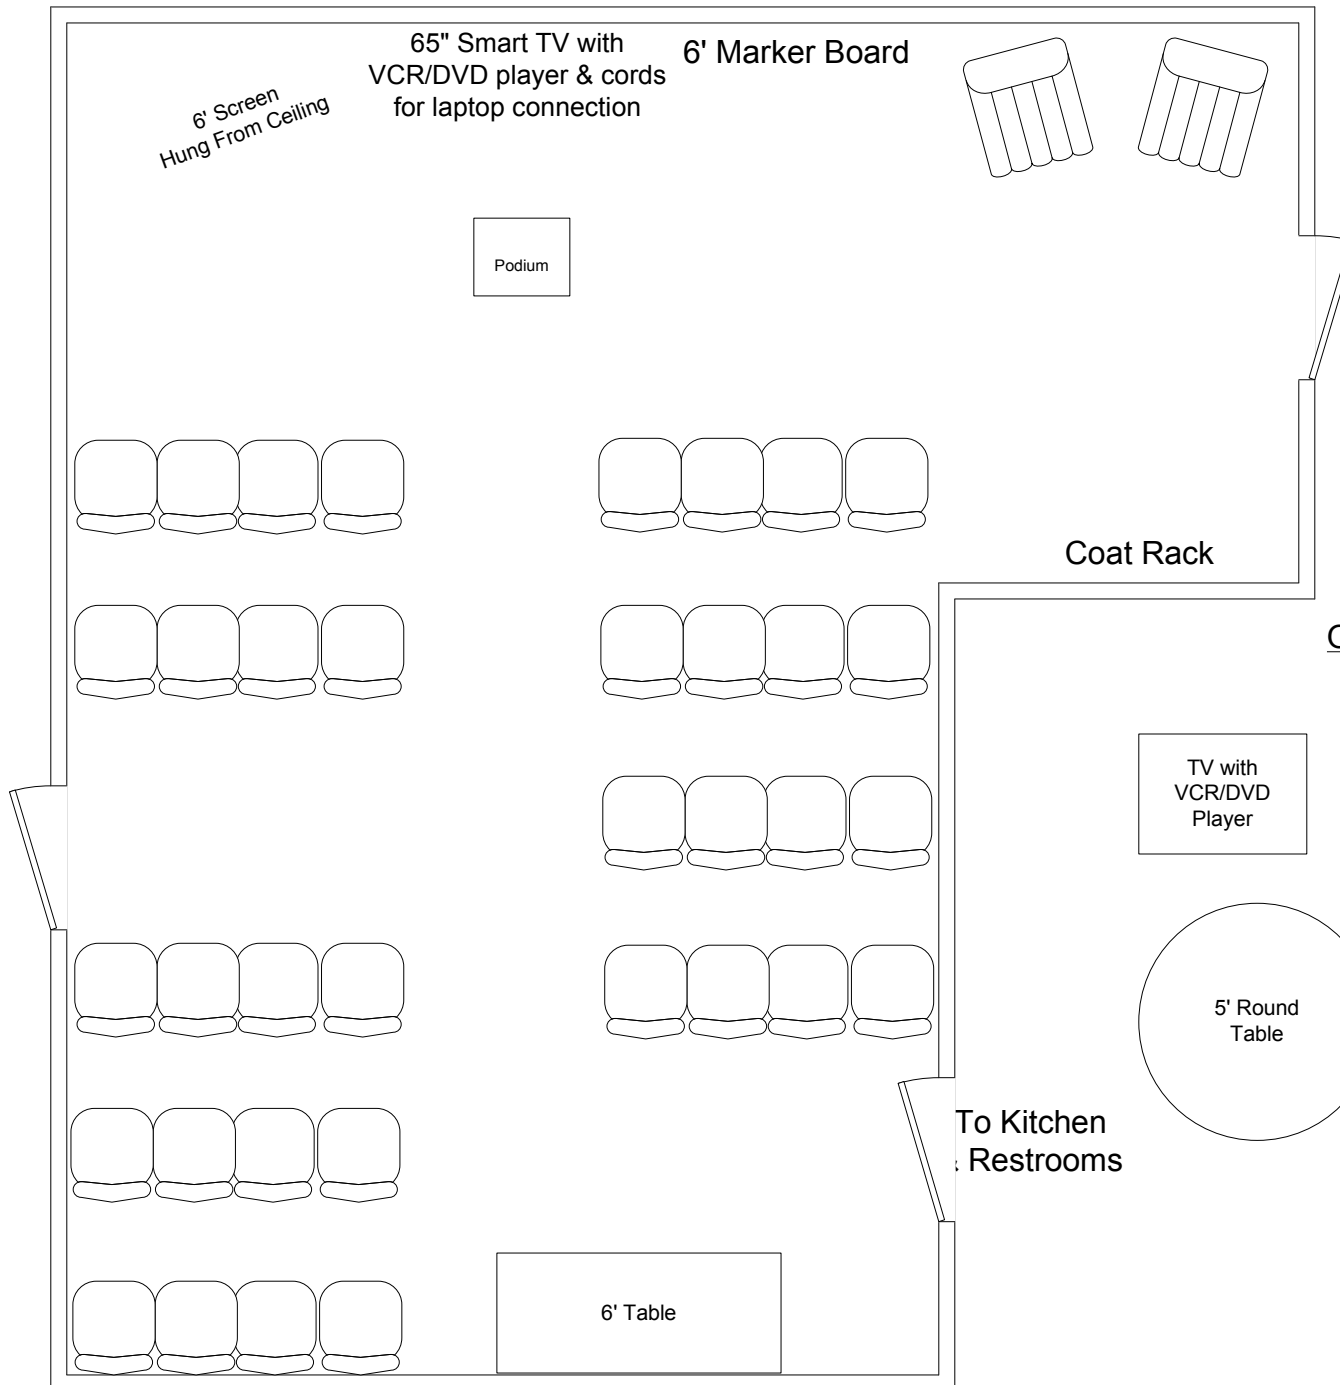 65" Smart TV with
VCR/DVD player & cords
for laptop connection
6' Marker Board
6' Screen
Hung From Ceiling
Podium
Coat Rack
TV with
VCR/DVD
Player
5' Round
Table
To Kitchen
& Restrooms
6' Table